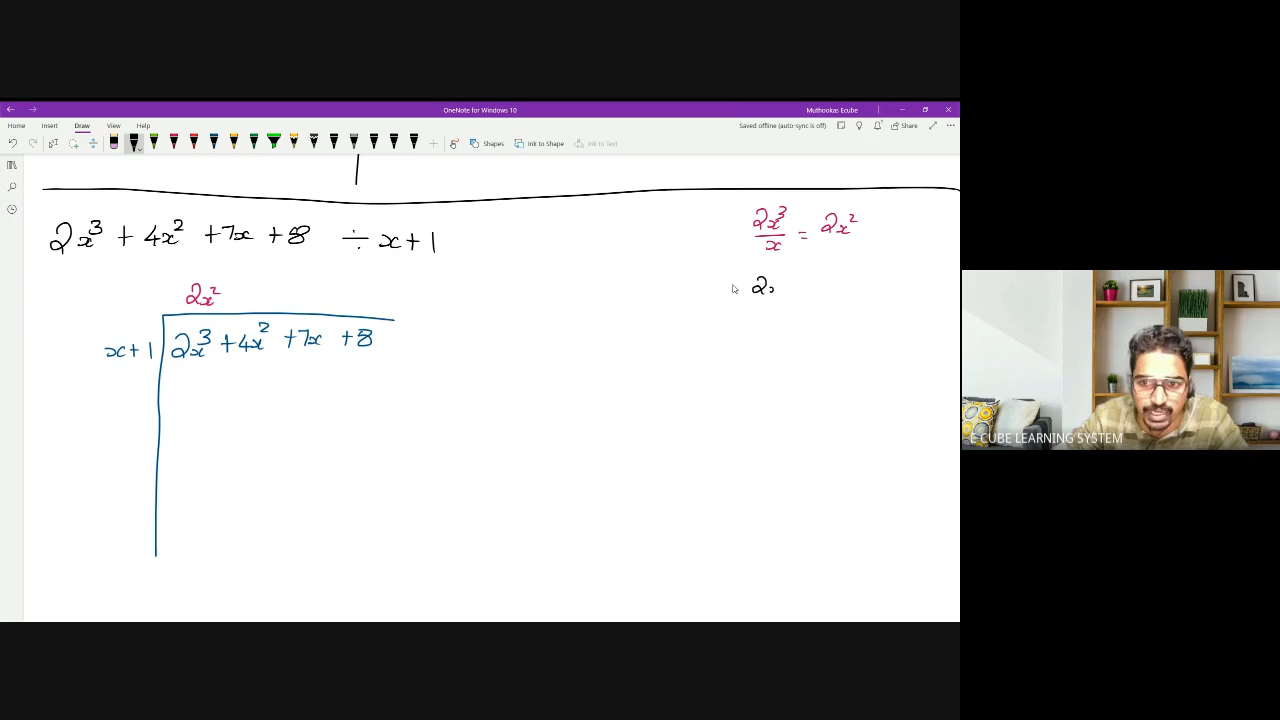 OneNote for Windows 10
Muthookas Ecube
Home Insert Draw View Help
Saved offline (auto-sync is off)
Share
Shapes
Ink to Shape
Ink to Text
2x³ + 4x² + 7x + 8 ÷ x + 1
2x³/x = 2x²
2x²
x + 1 2x³ + 4x² + 7x + 8
E CUBE LEARNING SYSTEM